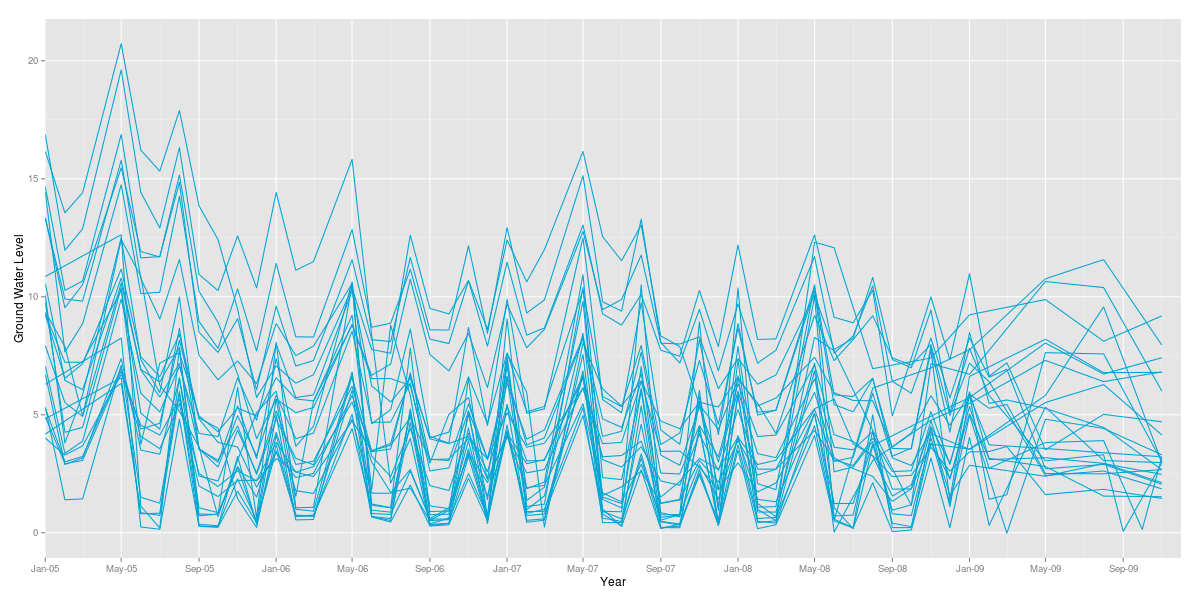 Ground Water Level
20
15
10
5
0
Jan-05 May-05 Sep-05 Jan-06 May-06 Sep-06 Jan-07 May-07 Sep-07 Jan-08 May-08 Sep-08 Jan-09 May-09 Sep-09
Year